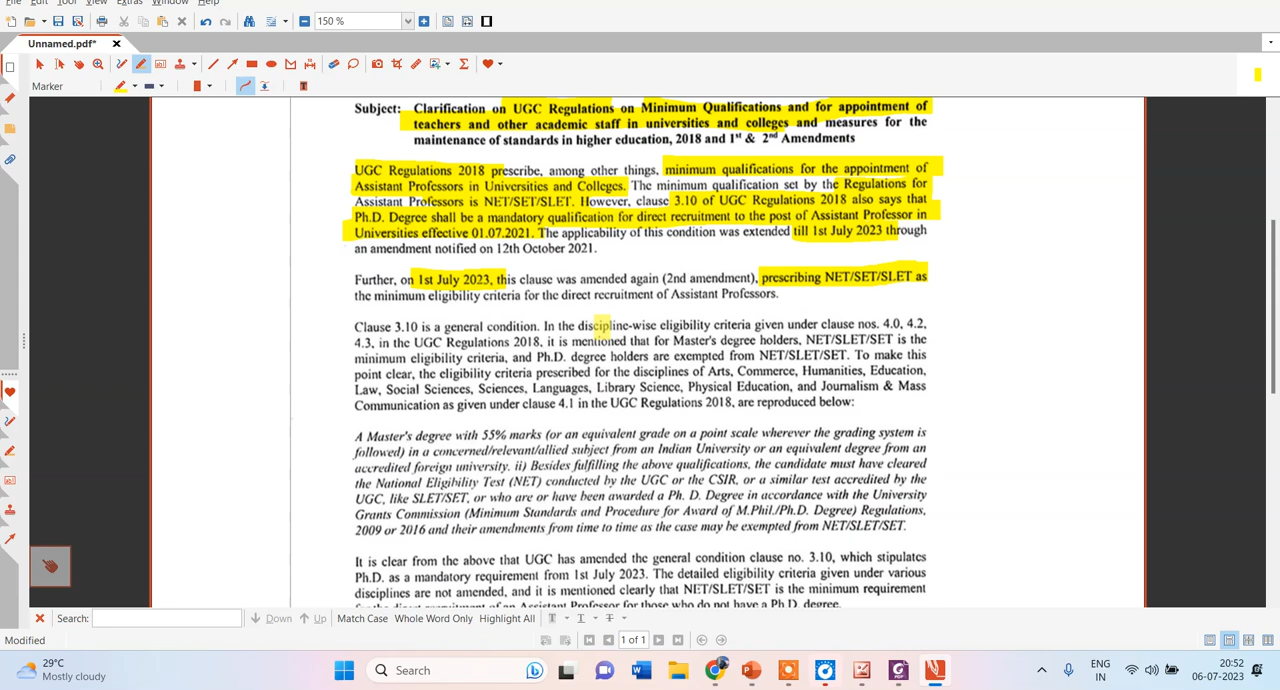 File Edit Tool View Extras Window Help
150 %
Unnamed.pdf*
Marker
Subject: Clarification on UGC Regulations on Minimum Qualifications and for appointment of
teachers and other academic staff in universities and colleges and measures for the
maintenance of standards in higher education, 2018 and 1st & 2nd Amendments
UGC Regulations 2018 prescribe, among other things, minimum qualifications for the appointment of
Assistant Professors in Universities and Colleges. The minimum qualification set by the Regulations for
Assistant Professors is NET/SET/SLET. However, clause 3.10 of UGC Regulations 2018 also says that
Ph.D. Degree shall be a mandatory qualification for direct recruitment to the post of Assistant Professor in
Universities effective 01.07.2021. The applicability of this condition was extended till 1st July 2023 through
an amendment notified on 12th October 2021.
Further, on 1st July 2023, this clause was amended again (2nd amendment), prescribing NET/SET/SLET as
the minimum eligibility criteria for the direct recruitment of Assistant Professors.
Clause 3.10 is a general condition. In the discipline-wise eligibility criteria given under clause nos. 4.0, 4.2,
4.3, in the UGC Regulations 2018, it is mentioned that for Master's degree holders, NET/SLET/SET is the
minimum eligibility criteria, and Ph.D. degree holders are exempted from NET/SLET/SET. To make this
point clear, the eligibility criteria prescribed for the disciplines of Arts, Commerce, Humanities, Education,
Law, Social Sciences, Sciences, Languages, Library Science, Physical Education, and Journalism & Mass
Communication as given under clause 4.1 in the UGC Regulations 2018, are reproduced below:
A Master's degree with 55% marks (or an equivalent grade on a point scale wherever the grading system is
followed) in a concerned/relevant/allied subject from an Indian University or an equivalent degree from an
accredited foreign university. ii) Besides fulfilling the above qualifications, the candidate must have cleared
the National Eligibility Test (NET) conducted by the UGC or the CSIR, or a similar test accredited by the
UGC, like SLET/SET, or who are or have been awarded a Ph. D. Degree in accordance with the University
Grants Commission (Minimum Standards and Procedure for Award of M.Phil./Ph.D. Degree) Regulations,
2009 or 2016 and their amendments from time to time as the case may be exempted from NET/SLET/SET.
It is clear from the above that UGC has amended the general condition clause no. 3.10, which stipulates
Ph.D. as a mandatory requirement from 1st July 2023. The detailed eligibility criteria given under various
disciplines are not amended, and it is mentioned clearly that NET/SLET/SET is the minimum requirement
for the direct recruitment of an Assistant Professor for those who do not have a Ph.D. degree.
Search: Down Up Match Case Whole Word Only Highlight All
Modified 1 of 1
29°C
Mostly cloudy
Search
ENG
IN
20:52
06-07-2023